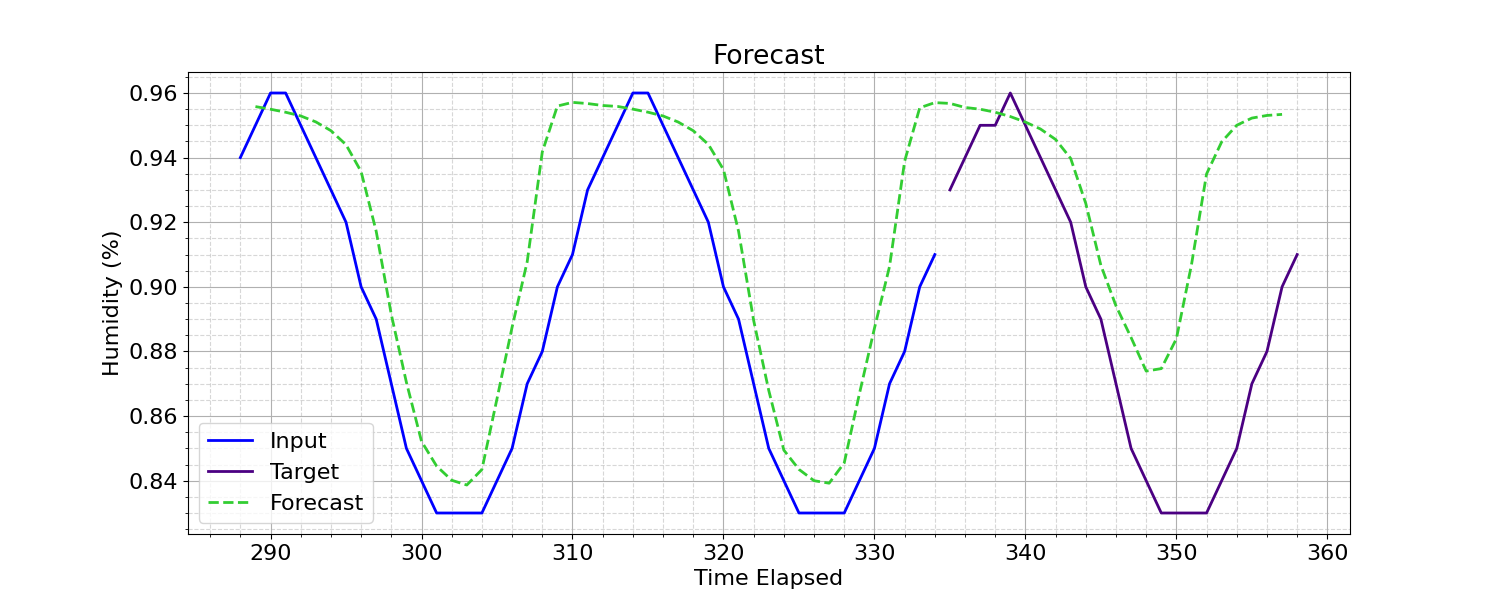 Forecast
Humidity (%)
0.96
0.94
0.92
0.90
0.88
0.86
0.84
Input
Target
Forecast
290 300 310 320 330 340 350 360
Time Elapsed